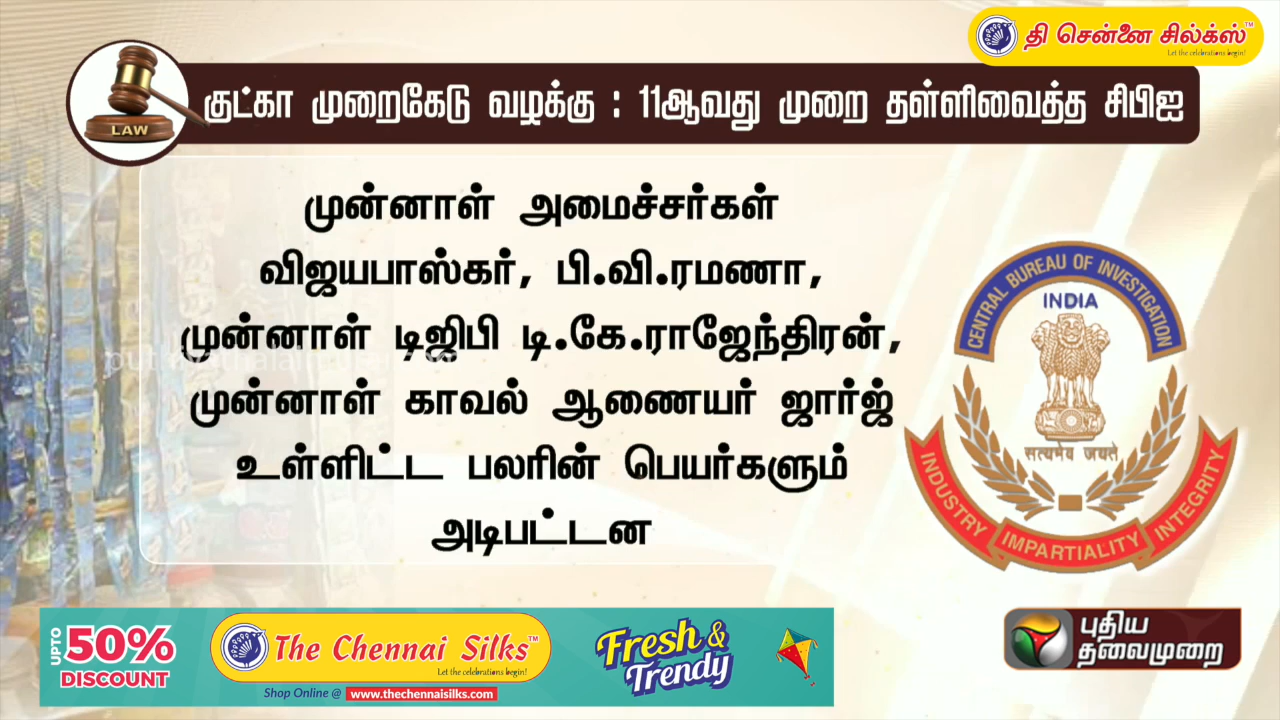 தி சென்னை சில்க்ஸ்™
Let the celebrations begin!
LAW
குட்கா முறைகேடு வழக்கு : 11ஆவது முறை தள்ளிவைத்த சிபிஐ
முன்னாள் அமைச்சர்கள்
விஜயபாஸ்கர், பி.வி.ரமணா,
முன்னாள் டிஜிபி டி.கே.ராஜேந்திரன்,
முன்னாள் காவல் ஆணையர் ஜார்ஜ்
உள்ளிட்ட பலரின் பெயர்களும்
அடிபட்டன
CENTRAL BUREAU OF INVESTIGATION
INDIA
सत्यमेव जयते
INDUSTRY IMPARTIALITY INTEGRITY
UPTO 50% DISCOUNT
The Chennai Silks™
Let the celebrations begin!
Shop Online @ www.thechennaisilks.com
Fresh & Trendy
புதிய
தலைமுறை